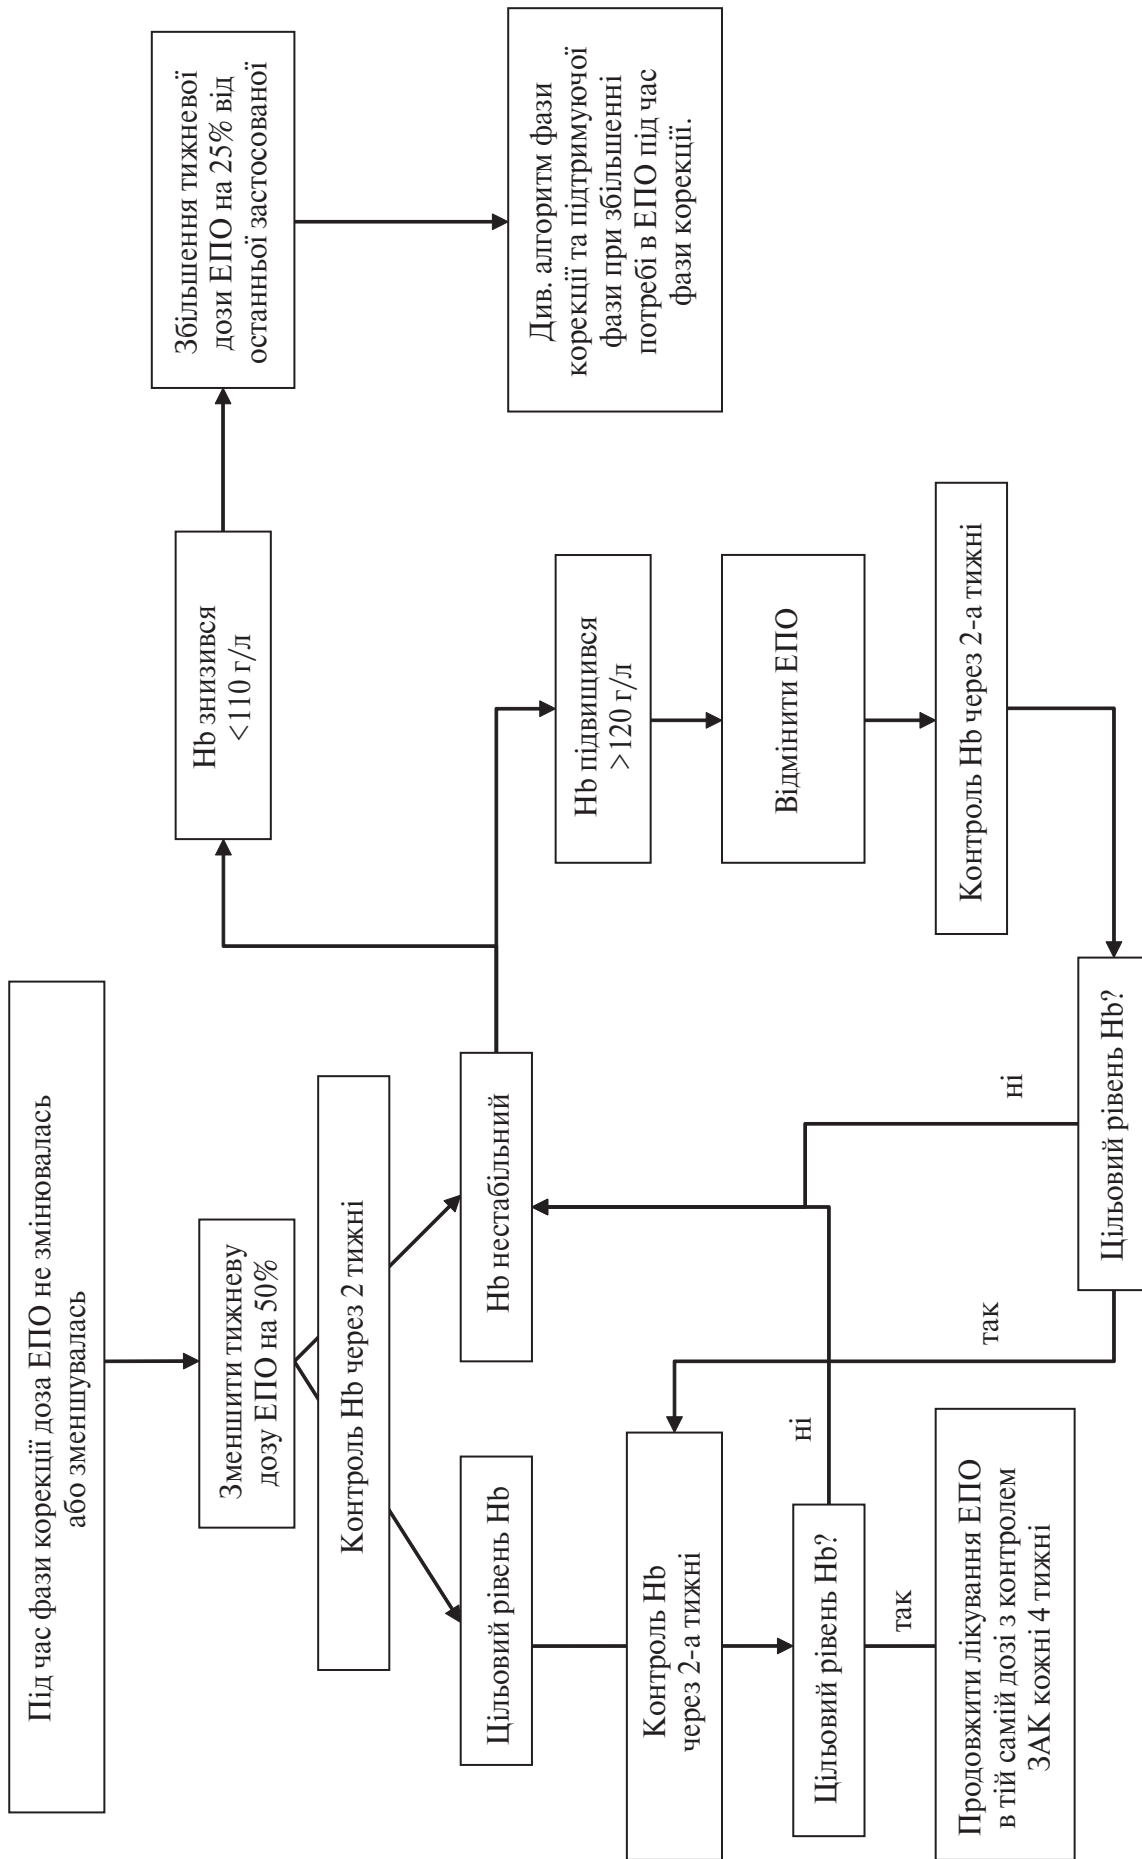 Під час фази корекції доза ЕПО не змінювалась
або зменшувалась
Зменшити тижневу
дозу ЕПО на 50%
Контроль Hb через 2 тижні
Цільовий рівень Hb
Hb нестабільний
Контроль Hb
через 2-а тижні
Цільовий рівень Hb?
ні
так
Продовжити лікування ЕПО
в тій самій дозі з контролем
ЗАК кожні 4 тижні
Hb знизився
<110 г/л
Збільшення тижневої
дози ЕПО на 25% від
останньої застосованої
Див. алгоритм фази
корекції та підтримуючої
фази при збільшенні
потребі в ЕПО під час
фази корекції.
Hb підвищився
>120 г/л
Відмінити ЕПО
Контроль Hb через 2-а тижні
Цільовий рівень Hb?
так
ні